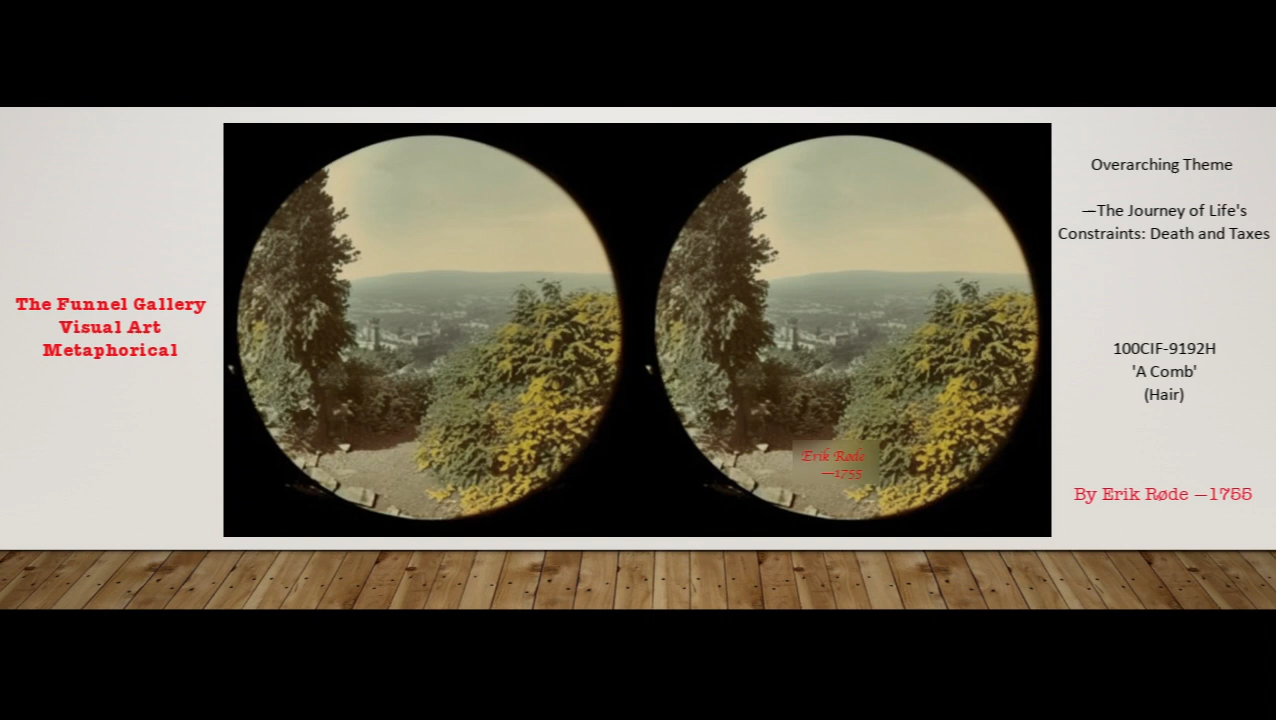 The Funnel Gallery
Visual Art
Metaphorical
Erik Røde
—1755
Overarching Theme
—The Journey of Life's
Constraints: Death and Taxes
100CIF-9192H
'A Comb'
(Hair)
By Erik Røde —1755